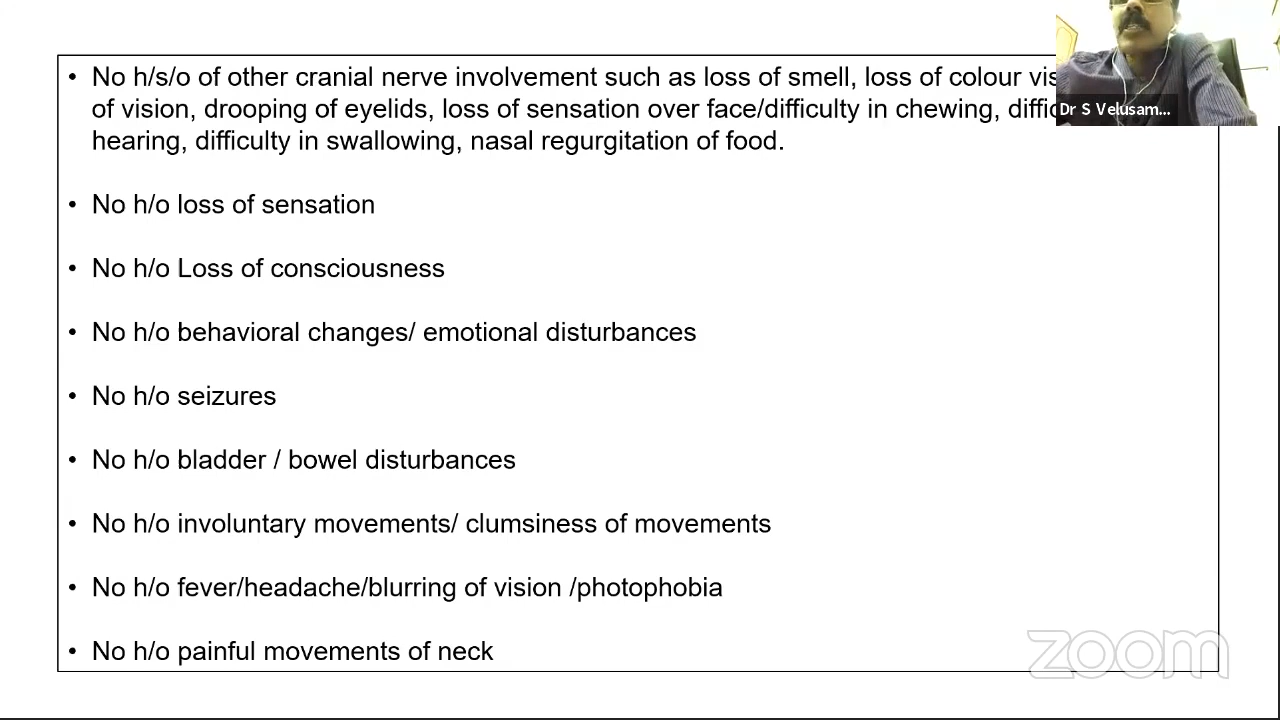 • No h/s/o of other cranial nerve involvement such as loss of smell, loss of colour
of vision, drooping of eyelids, loss of sensation over face/difficulty in chewing,
hearing, difficulty in swallowing, nasal regurgitation of food.
• No h/o loss of sensation
• No h/o Loss of consciousness
• No h/o behavioral changes/ emotional disturbances
• No h/o seizures
• No h/o bladder / bowel disturbances
• No h/o involuntary movements/ clumsiness of movements
• No h/o fever/headache/blurring of vision /photophobia
• No h/o painful movements of neck
Dr S Velusam...
zoom